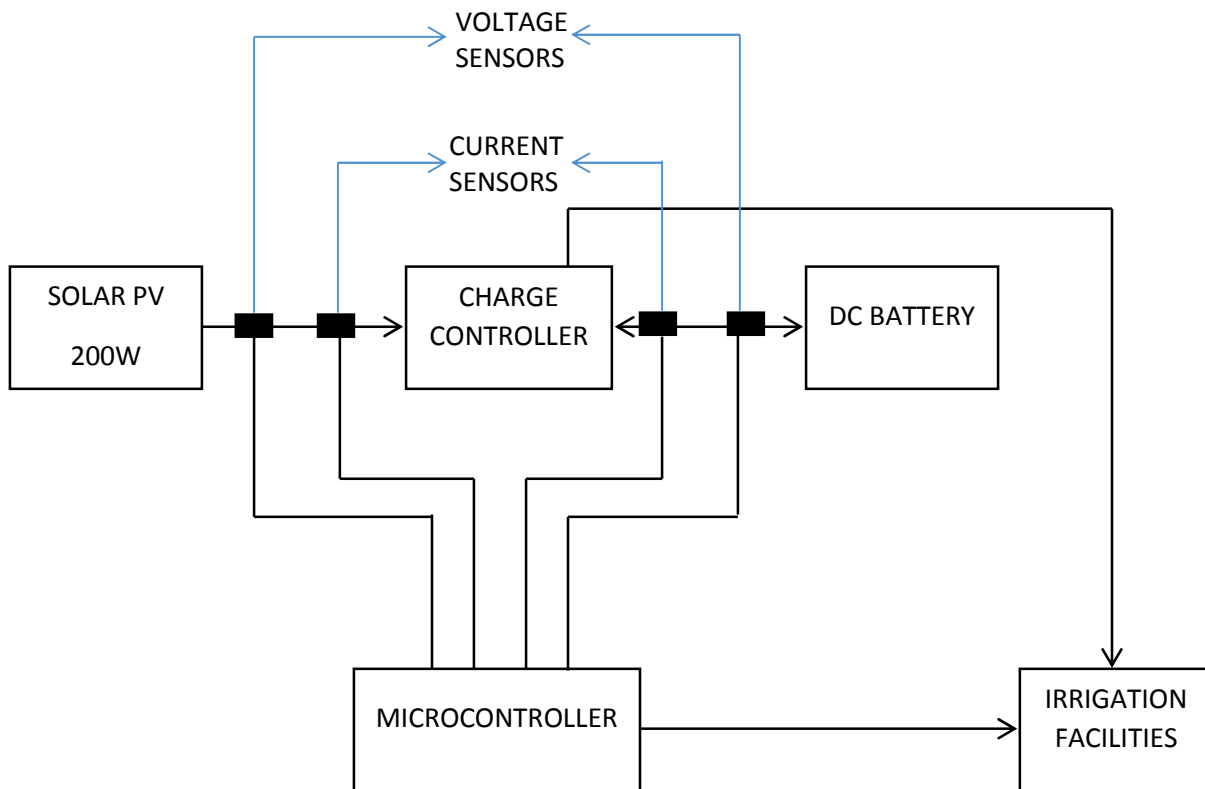 VOLTAGE
SENSORS
CURRENT
SENSORS
SOLAR PV
200W
CHARGE
CONTROLLER
DC BATTERY
MICROCONTROLLER
IRRIGATION
FACILITIES